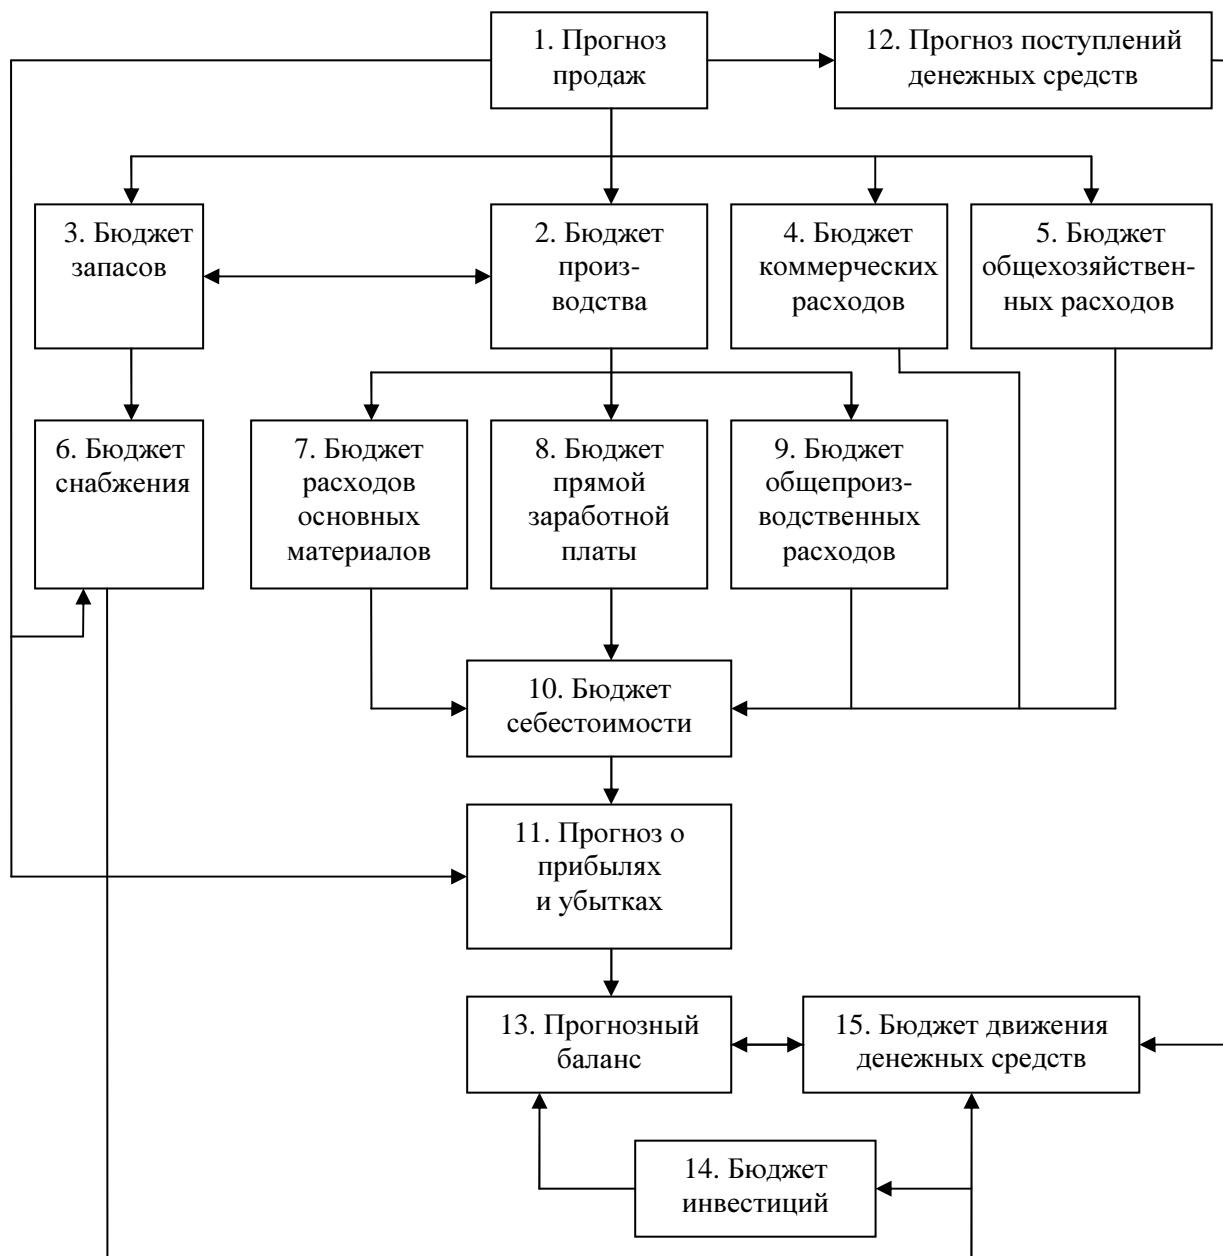 1. Прогноз
продаж
12. Прогноз поступлений
денежных средств
3. Бюджет
запасов
2. Бюджет
произ-
водства
4. Бюджет
коммерческих
расходов
5. Бюджет
общехозяйствен-
ных расходов
6. Бюджет
снабжения
7. Бюджет
расходов
основных
материалов
8. Бюджет
прямой
заработной
платы
9. Бюджет
общепроиз-
водственных
расходов
10. Бюджет
себестоимости
11. Прогноз о
прибылях
и убытках
13. Прогнозный
баланс
15. Бюджет движения
денежных средств
14. Бюджет
инвестиций